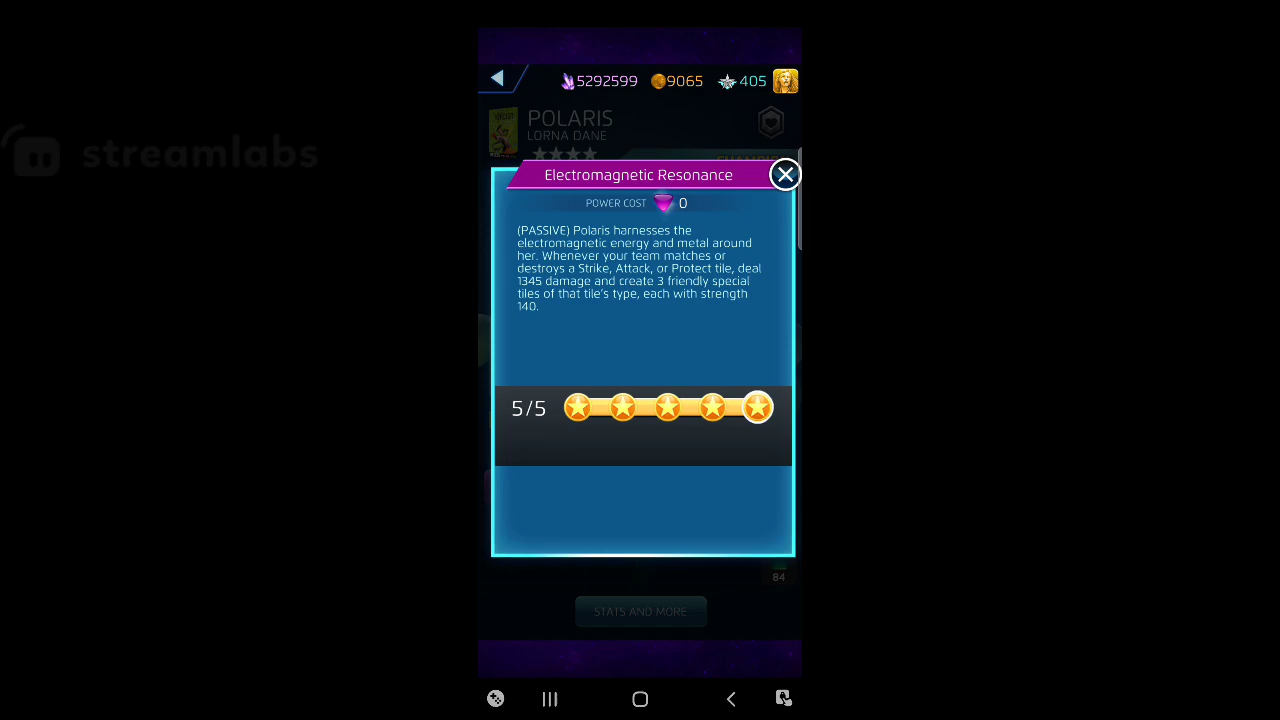 5292599 9065 405
streamlabs
POLARIS
LORNA DANE
Electromagnetic Resonance
POWER COST 0
(PASSIVE) Polaris harnesses the
electromagnetic energy and metal around
her. Whenever your team matches or
destroys a Strike, Attack, or Protect tile, deal
1345 damage and create 3 friendly special
tiles of that tile's type, each with strength
140.
5/5
84
STATS AND MORE